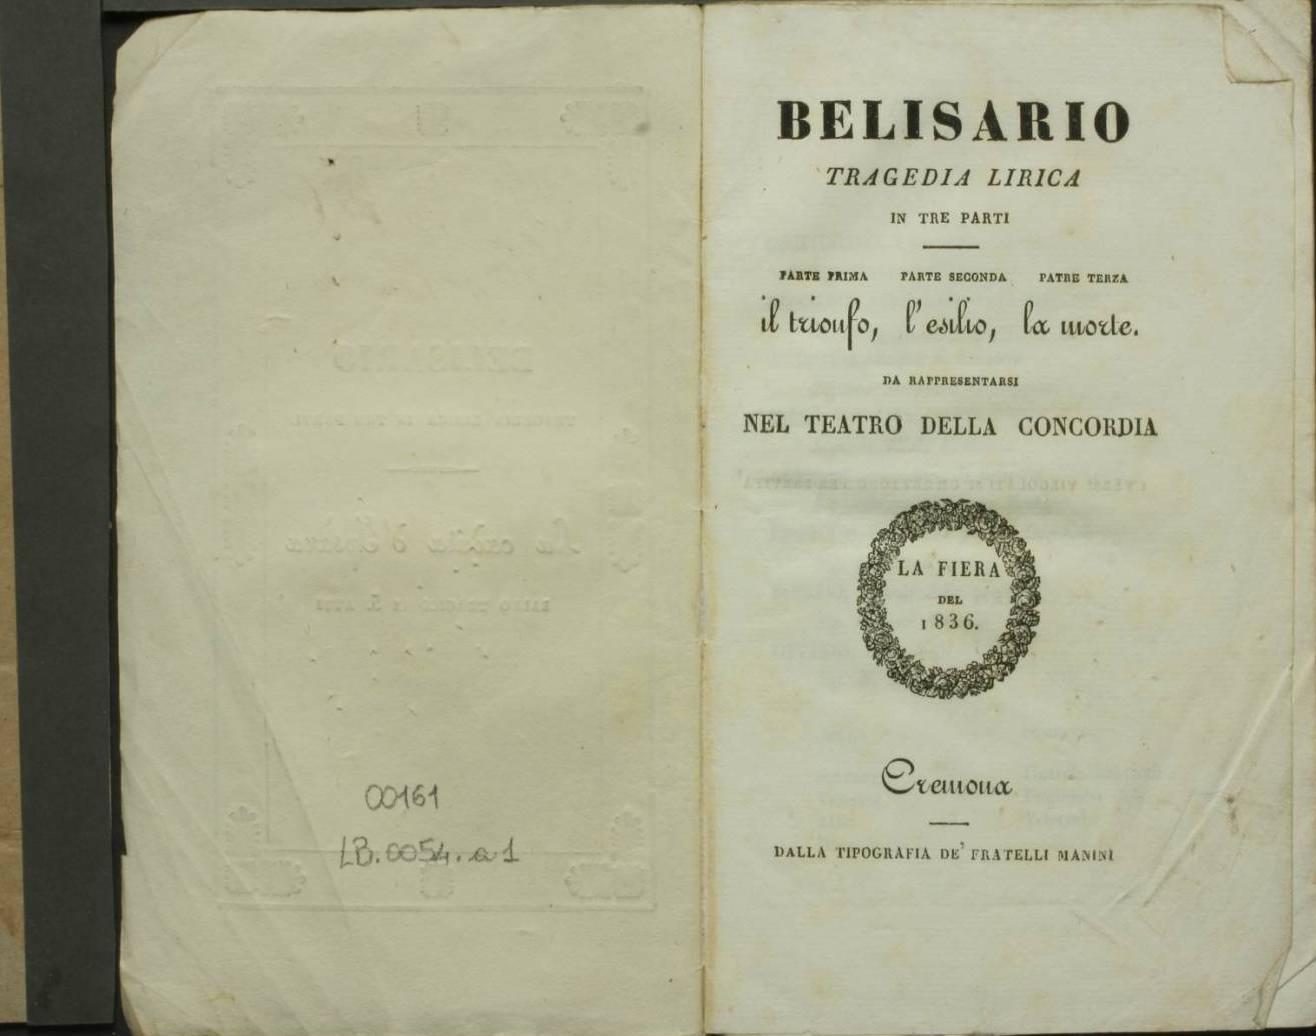 00161
LB.0054.a1
BELISARIO
TRAGEDIA LIRICA
IN TRE PARTI
PARTE PRIMA PARTE SECONDA PATRE TERZA
il trionfo, l'esilio, la morte.
DA RAPPRESENTARSI
NEL TEATRO DELLA CONCORDIA
LA FIERA
DEL
1836.
Cremona
DALLA TIPOGRAFIA DE' FRATELLI MANINI